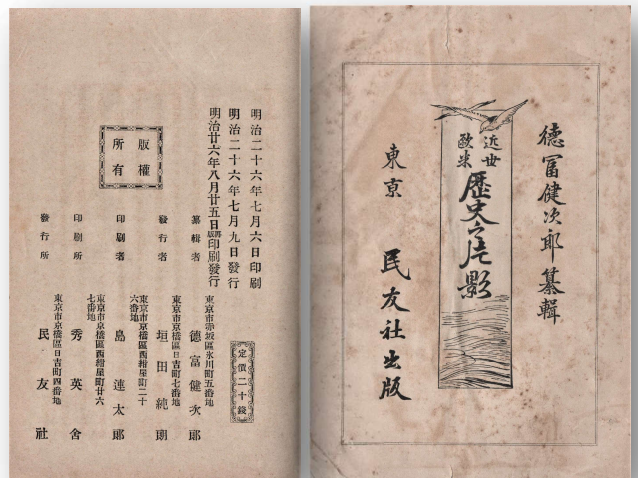 德冨健次郎纂輯
近世
欧米
歴史之片影
東京 民友社出版
明治二十六年七月六日印刷
明治二十六年七月九日發行
明治廿六年八月廿五日再版印刷發行
定價二十錢
版權
所有
東京市赤坂區氷川町五番地
纂輯者 德富健次郎
東京市京橋區日吉町七番地
發行者 垣田純朗
東京市京橋區西紺屋町二十
六番地
印刷者 島連太郎
東京市京橋區西紺屋町廿六
七番地
印刷所 秀英舍
東京市京橋區日吉町四番地
發行所 民友社